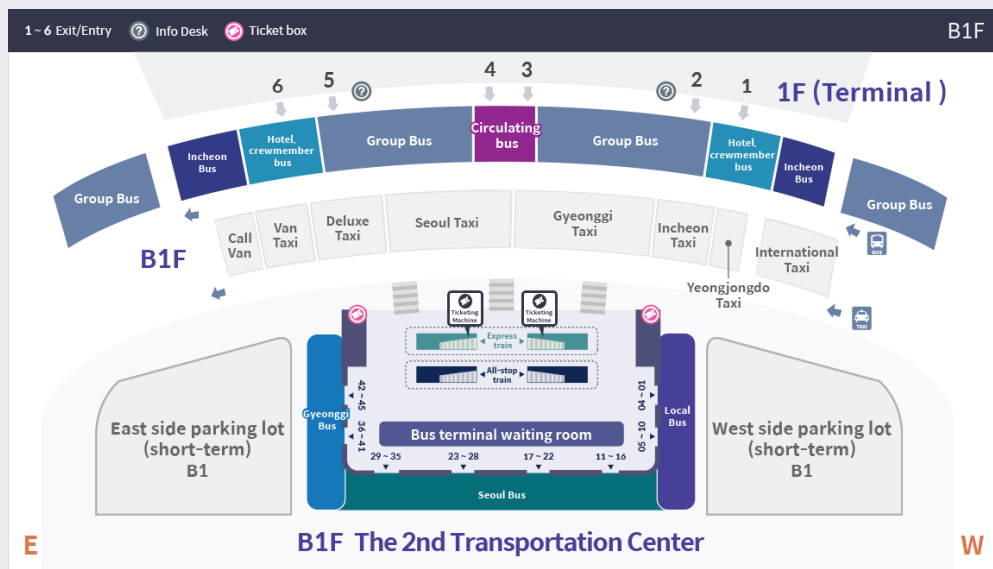 1 ~ 6 Exit/Entry
? Info Desk
Ticket box
B1F
6
5
?
4
3
?
2
1
1F (Terminal )
Group Bus
Incheon
Bus
Hotel,
crewmember
bus
Group Bus
Circulating
bus
Group Bus
Hotel,
crewmember
bus
Incheon
Bus
Group Bus
BUS
B1F
Call
Van
Van
Taxi
Deluxe
Taxi
Seoul Taxi
Gyeonggi
Taxi
Incheon
Taxi
Yeongjongdo
Taxi
International
Taxi
TAXI
Ticketing
Machine
Ticketing
Machine
Express
train
All-stop
train
Gyeonggi
Bus
42 ~ 45
36 ~ 41
01 ~ 04
05 ~ 10
Local
Bus
Bus terminal waiting room
29 ~ 35
23 ~ 28
17 ~ 22
11 ~ 16
Seoul Bus
East side parking lot
(short-term)
B1
West side parking lot
(short-term)
B1
E
B1F The 2nd Transportation Center
W